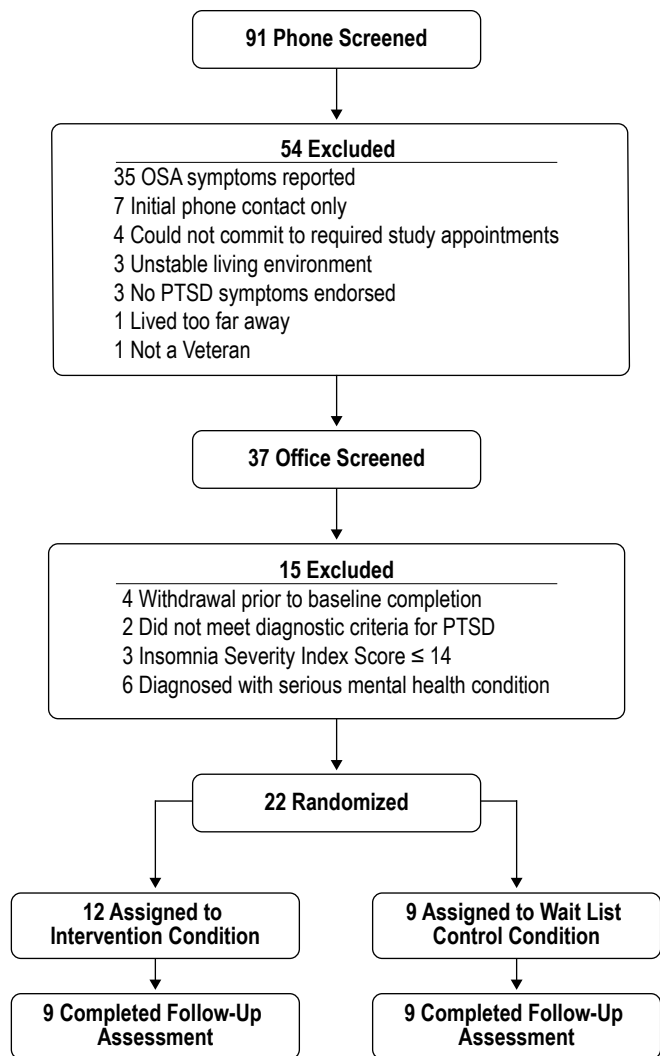 91 Phone Screened
54 Excluded
35 OSA symptoms reported
7 Initial phone contact only
4 Could not commit to required study appointments
3 Unstable living environment
3 No PTSD symptoms endorsed
1 Lived too far away
1 Not a Veteran
37 Office Screened
15 Excluded
4 Withdrawal prior to baseline completion
2 Did not meet diagnostic criteria for PTSD
3 Insomnia Severity Index Score ≤ 14
6 Diagnosed with serious mental health condition
22 Randomized
12 Assigned to
Intervention Condition
9 Assigned to Wait List
Control Condition
9 Completed Follow-Up
Assessment
9 Completed Follow-Up
Assessment